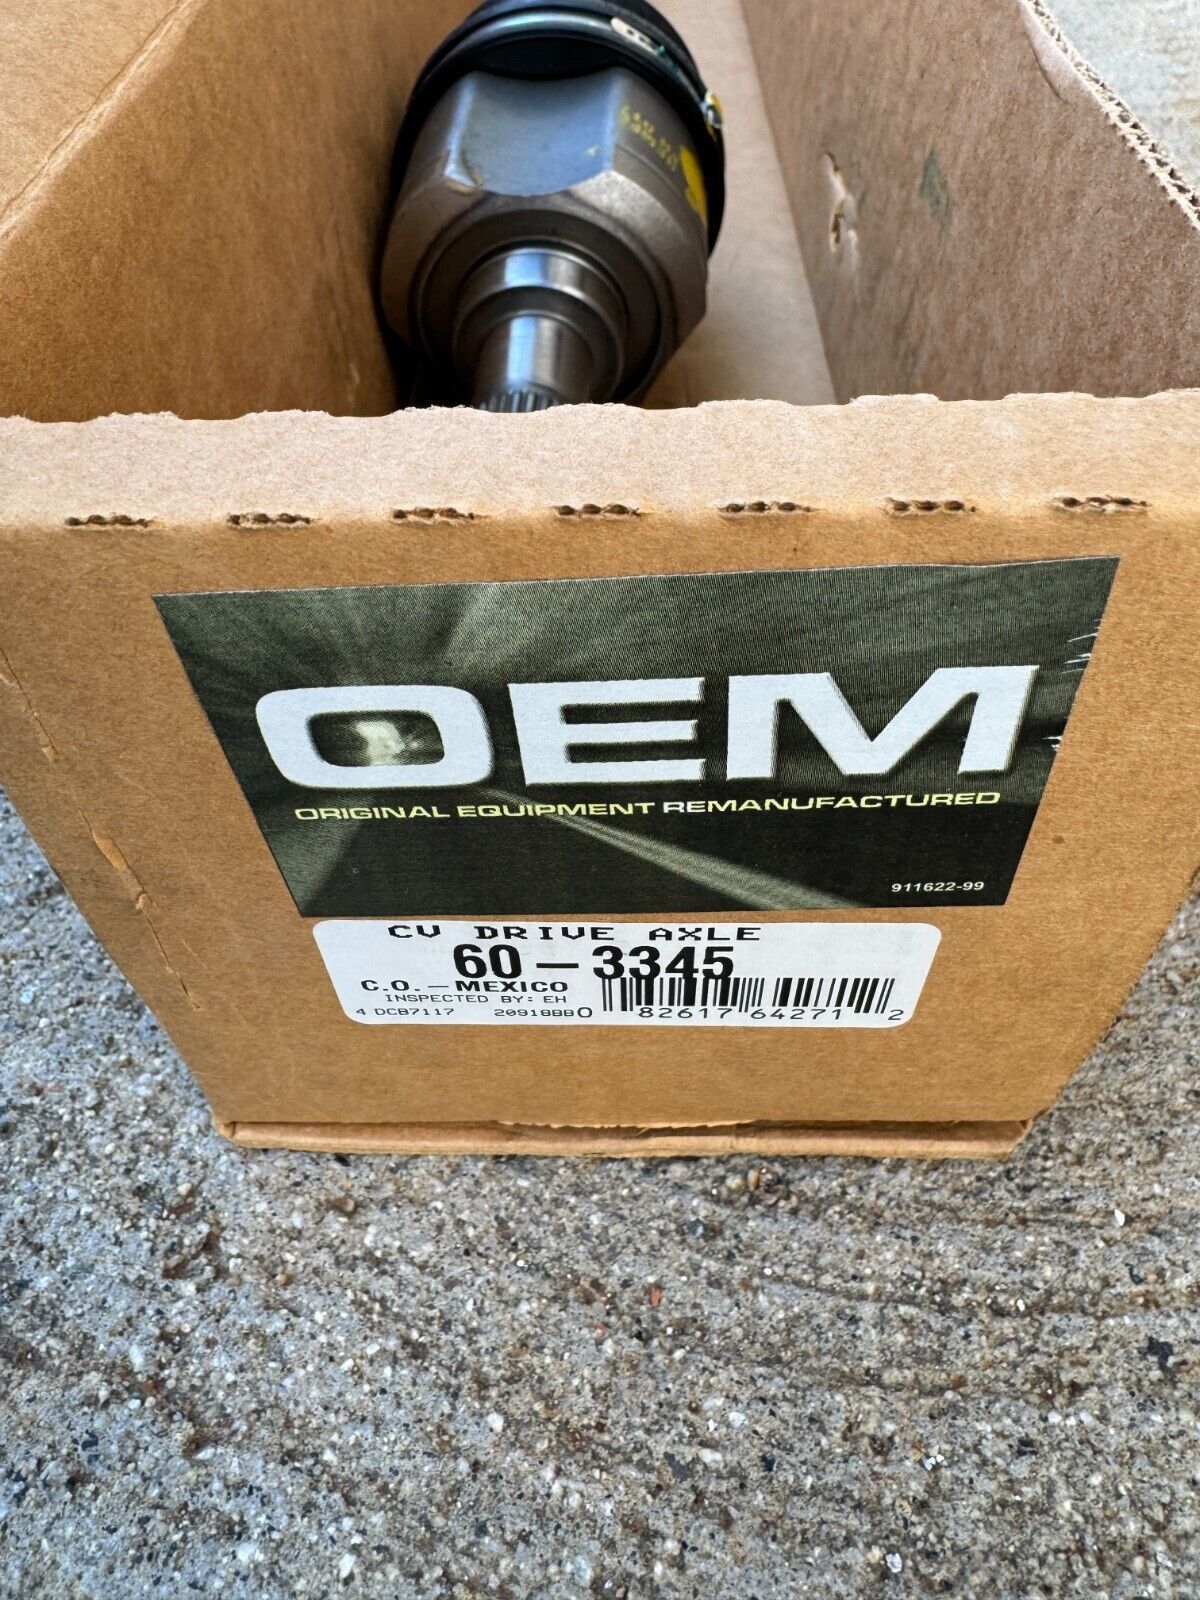 OEM
ORIGINAL EQUIPMENT REMANUFACTURED
911622-99
CV DRIVE AXLE
60-3345
C.O.-MEXICO
INSPECTED BY: EH
4 DCB7117 20918BB
0 82617 64271 2